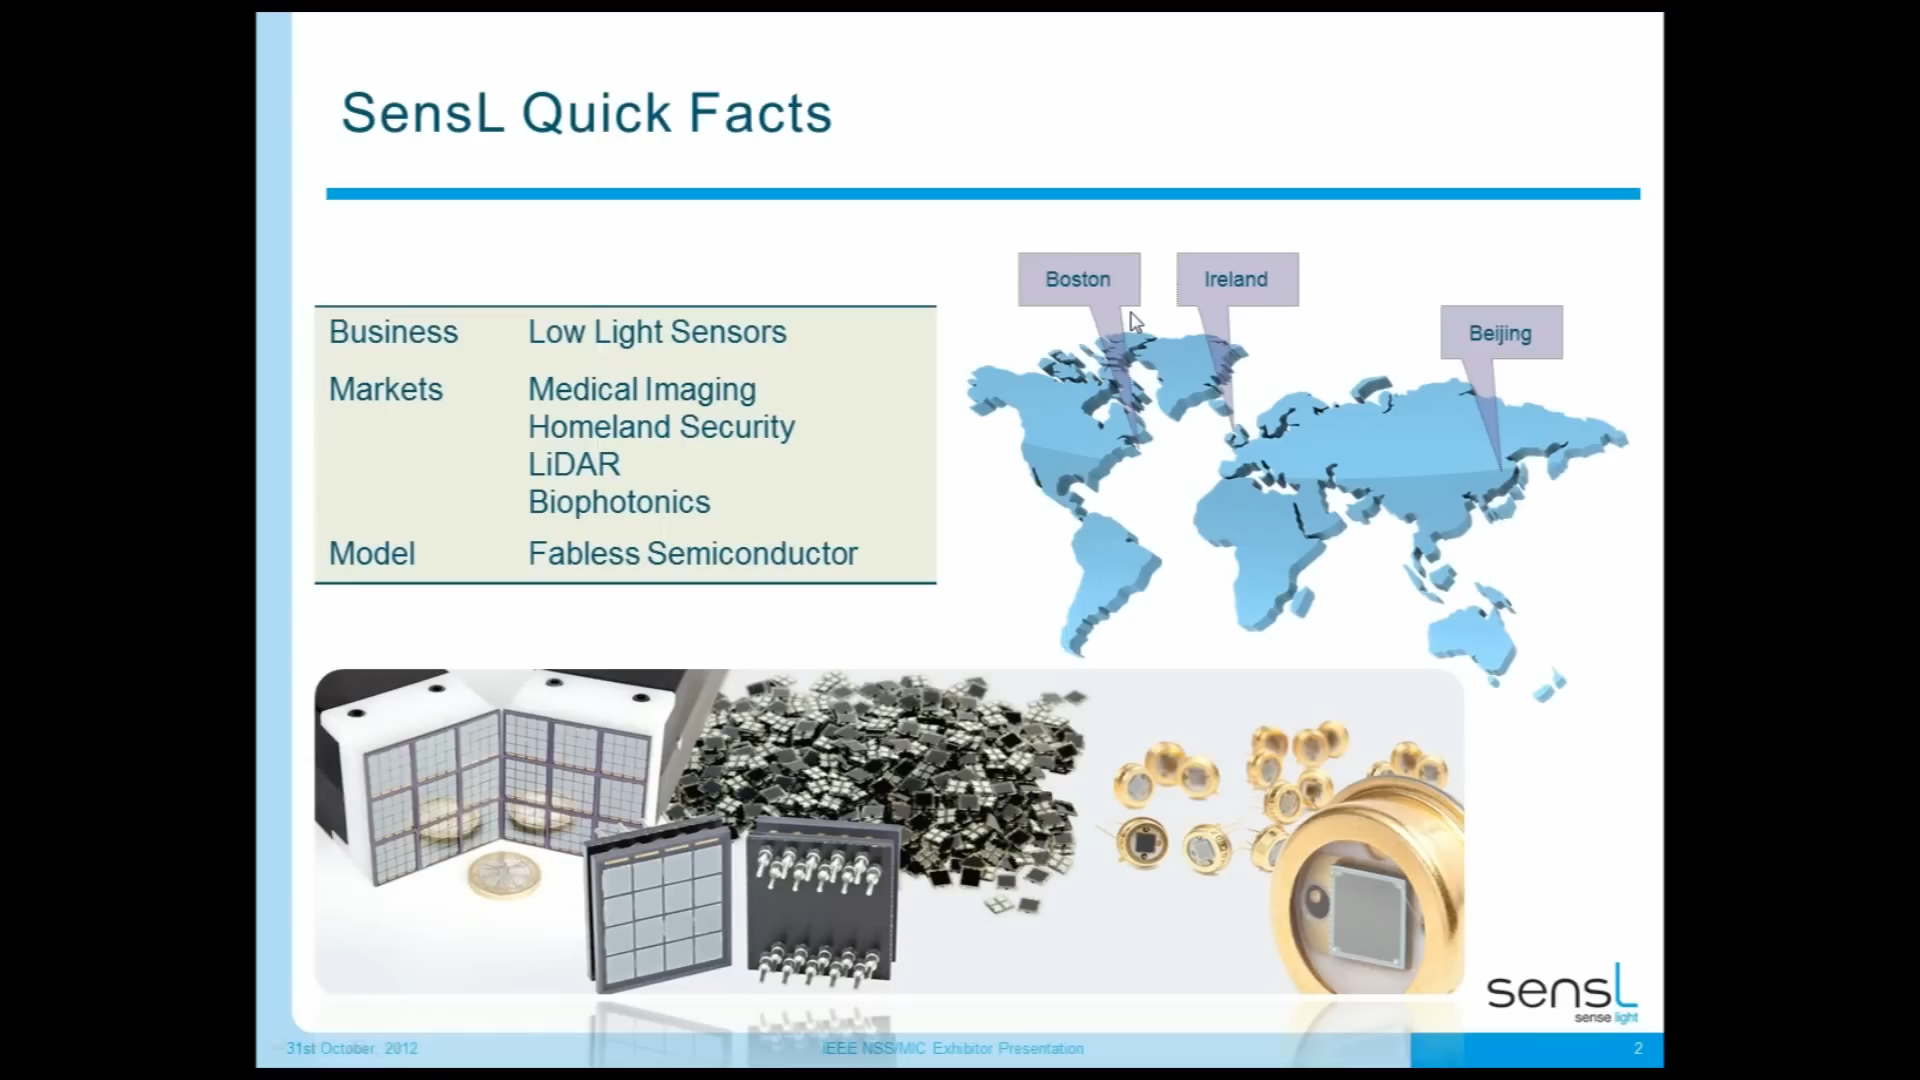 SensL Quick Facts
Boston
Ireland
Beijing
Business Low Light Sensors
Markets Medical Imaging
Homeland Security
LiDAR
Biophotonics
Model Fabless Semiconductor
sensL
sense light
31st October, 2012 IEEE NSS/MIC Exhibitor Presentation 2